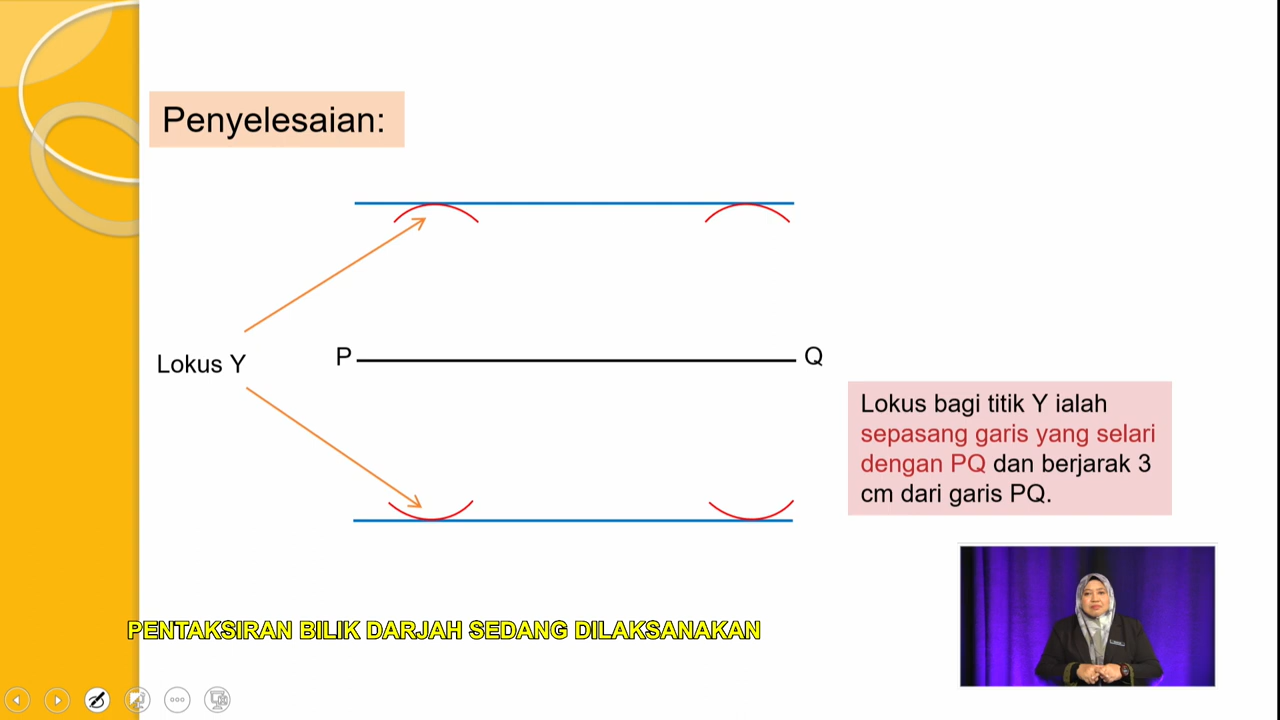 Penyelesaian:
Lokus Y
P
Q
Lokus bagi titik Y ialah
sepasang garis yang selari
dengan PQ dan berjarak 3
cm dari garis PQ.
PENTAKSIRAN BILIK DARJAH SEDANG DILAKSANAKAN